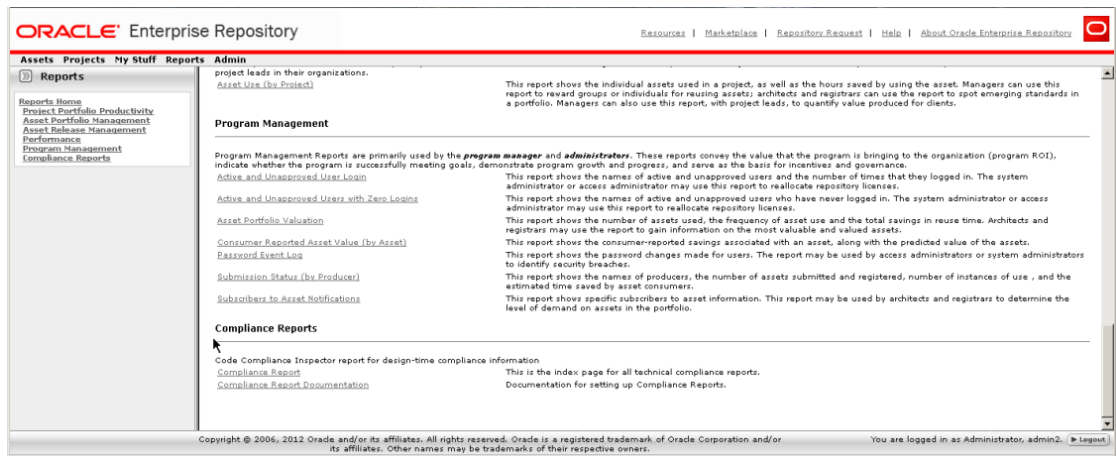 ORACLE Enterprise Repository
Resources | Marketplace | Repository Request | Help | About Oracle Enterprise Repository
Assets Projects My Stuff Reports Admin
Reports
Reports Home
Project Portfolio Productivity
Asset Portfolio Management
Asset Release Management
Performance
Program Management
Compliance Reports
project leads in their organizations.
Asset Use (by Project)
This report shows the individual assets used in a project, as well as the hours saved by using the asset. Managers can use this
report to reward groups or individuals for reusing assets; architects and registrars can use the report to spot emerging standards in
a portfolio. Managers can also use this report, with project leads, to quantify value produced for clients.
Program Management
Program Management Reports are primarily used by the program manager and administrators. These reports convey the value that the program is bringing to the organization (program ROI),
indicate whether the program is successfully meeting goals, demonstrate program growth and progress, and serve as the basis for incentives and governance.
Active and Unapproved User Login
This report shows the names of active and unapproved users and the number of times that they logged in. The system
administrator or access administrator may use this report to reallocate repository licenses.
Active and Unapproved Users with Zero Logins
This report shows the names of active and unapproved users who have never logged in. The system administrator or access
administrator may use this report to reallocate repository licenses.
Asset Portfolio Valuation
This report shows the number of assets used, the frequency of asset use and the total savings in reuse time. Architects and
registrars may use the report to gain information on the most valuable and valued assets.
Consumer Reported Asset Value (by Asset)
This report shows the consumer-reported savings associated with an asset, along with the predicted value of the assets.
Password Event Log
This report shows the password changes made for users. The report may be used by access administrators or system administrators
to identify security breaches.
Submission Status (by Producer)
This report shows the names of producers, the number of assets submitted and registered, number of instances of use , and the
estimated time saved by asset consumers.
Subscribers to Asset Notifications
This report shows specific subscribers to asset information. This report may be used by architects and registrars to determine the
level of demand on assets in the portfolio.
Compliance Reports
Code Compliance Inspector report for design-time compliance information
Compliance Report
This is the index page for all technical compliance reports.
Compliance Report Documentation
Documentation for setting up Compliance Reports.
Copyright © 2006, 2012 Oracle and/or its affiliates. All rights reserved. Oracle is a registered trademark of Oracle Corporation and/or
its affiliates. Other names may be trademarks of their respective owners.
You are logged in as Administrator, admin2. Logout